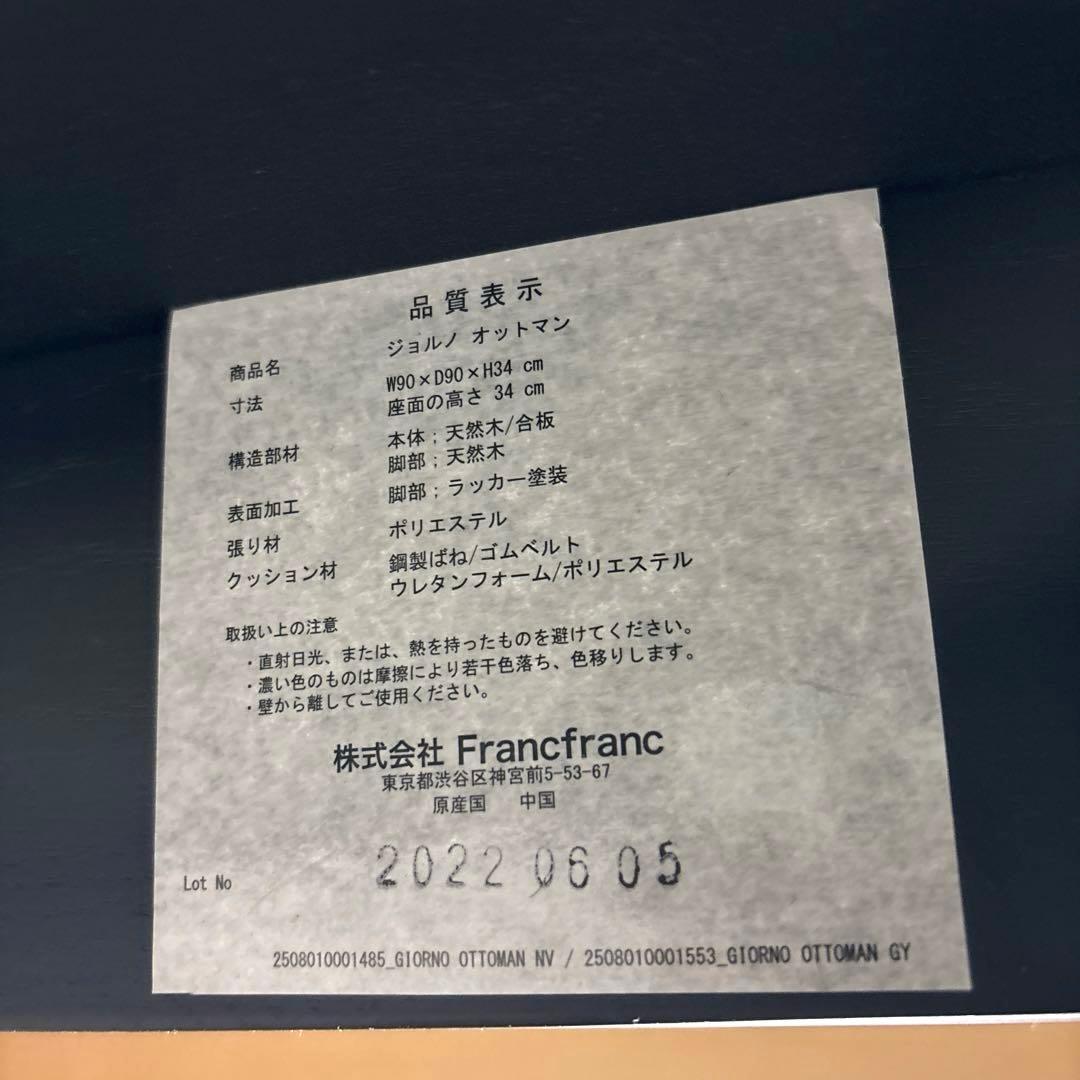 品質表示
商品名 ジョルノ オットマン
寸法 W90×D90×H34 cm
座面の高さ 34 cm
構造部材 本体；天然木/合板
脚部；天然木
表面加工 脚部；ラッカー塗装
張り材 ポリエステル
クッション材 鋼製ばね/ゴムベルト
ウレタンフォーム/ポリエステル
取扱い上の注意
・直射日光、または、熱を持ったものを避けてください。
・濃い色のものは摩擦により若干色落ち、色移りします。
・壁から離してご使用ください。
株式会社 Francfranc
東京都渋谷区神宮前5-53-67
原産国 中国
Lot No 2022 06 05
2508010001485_GIORNO OTTOMAN NV / 2508010001553_GIORNO OTTOMAN GY